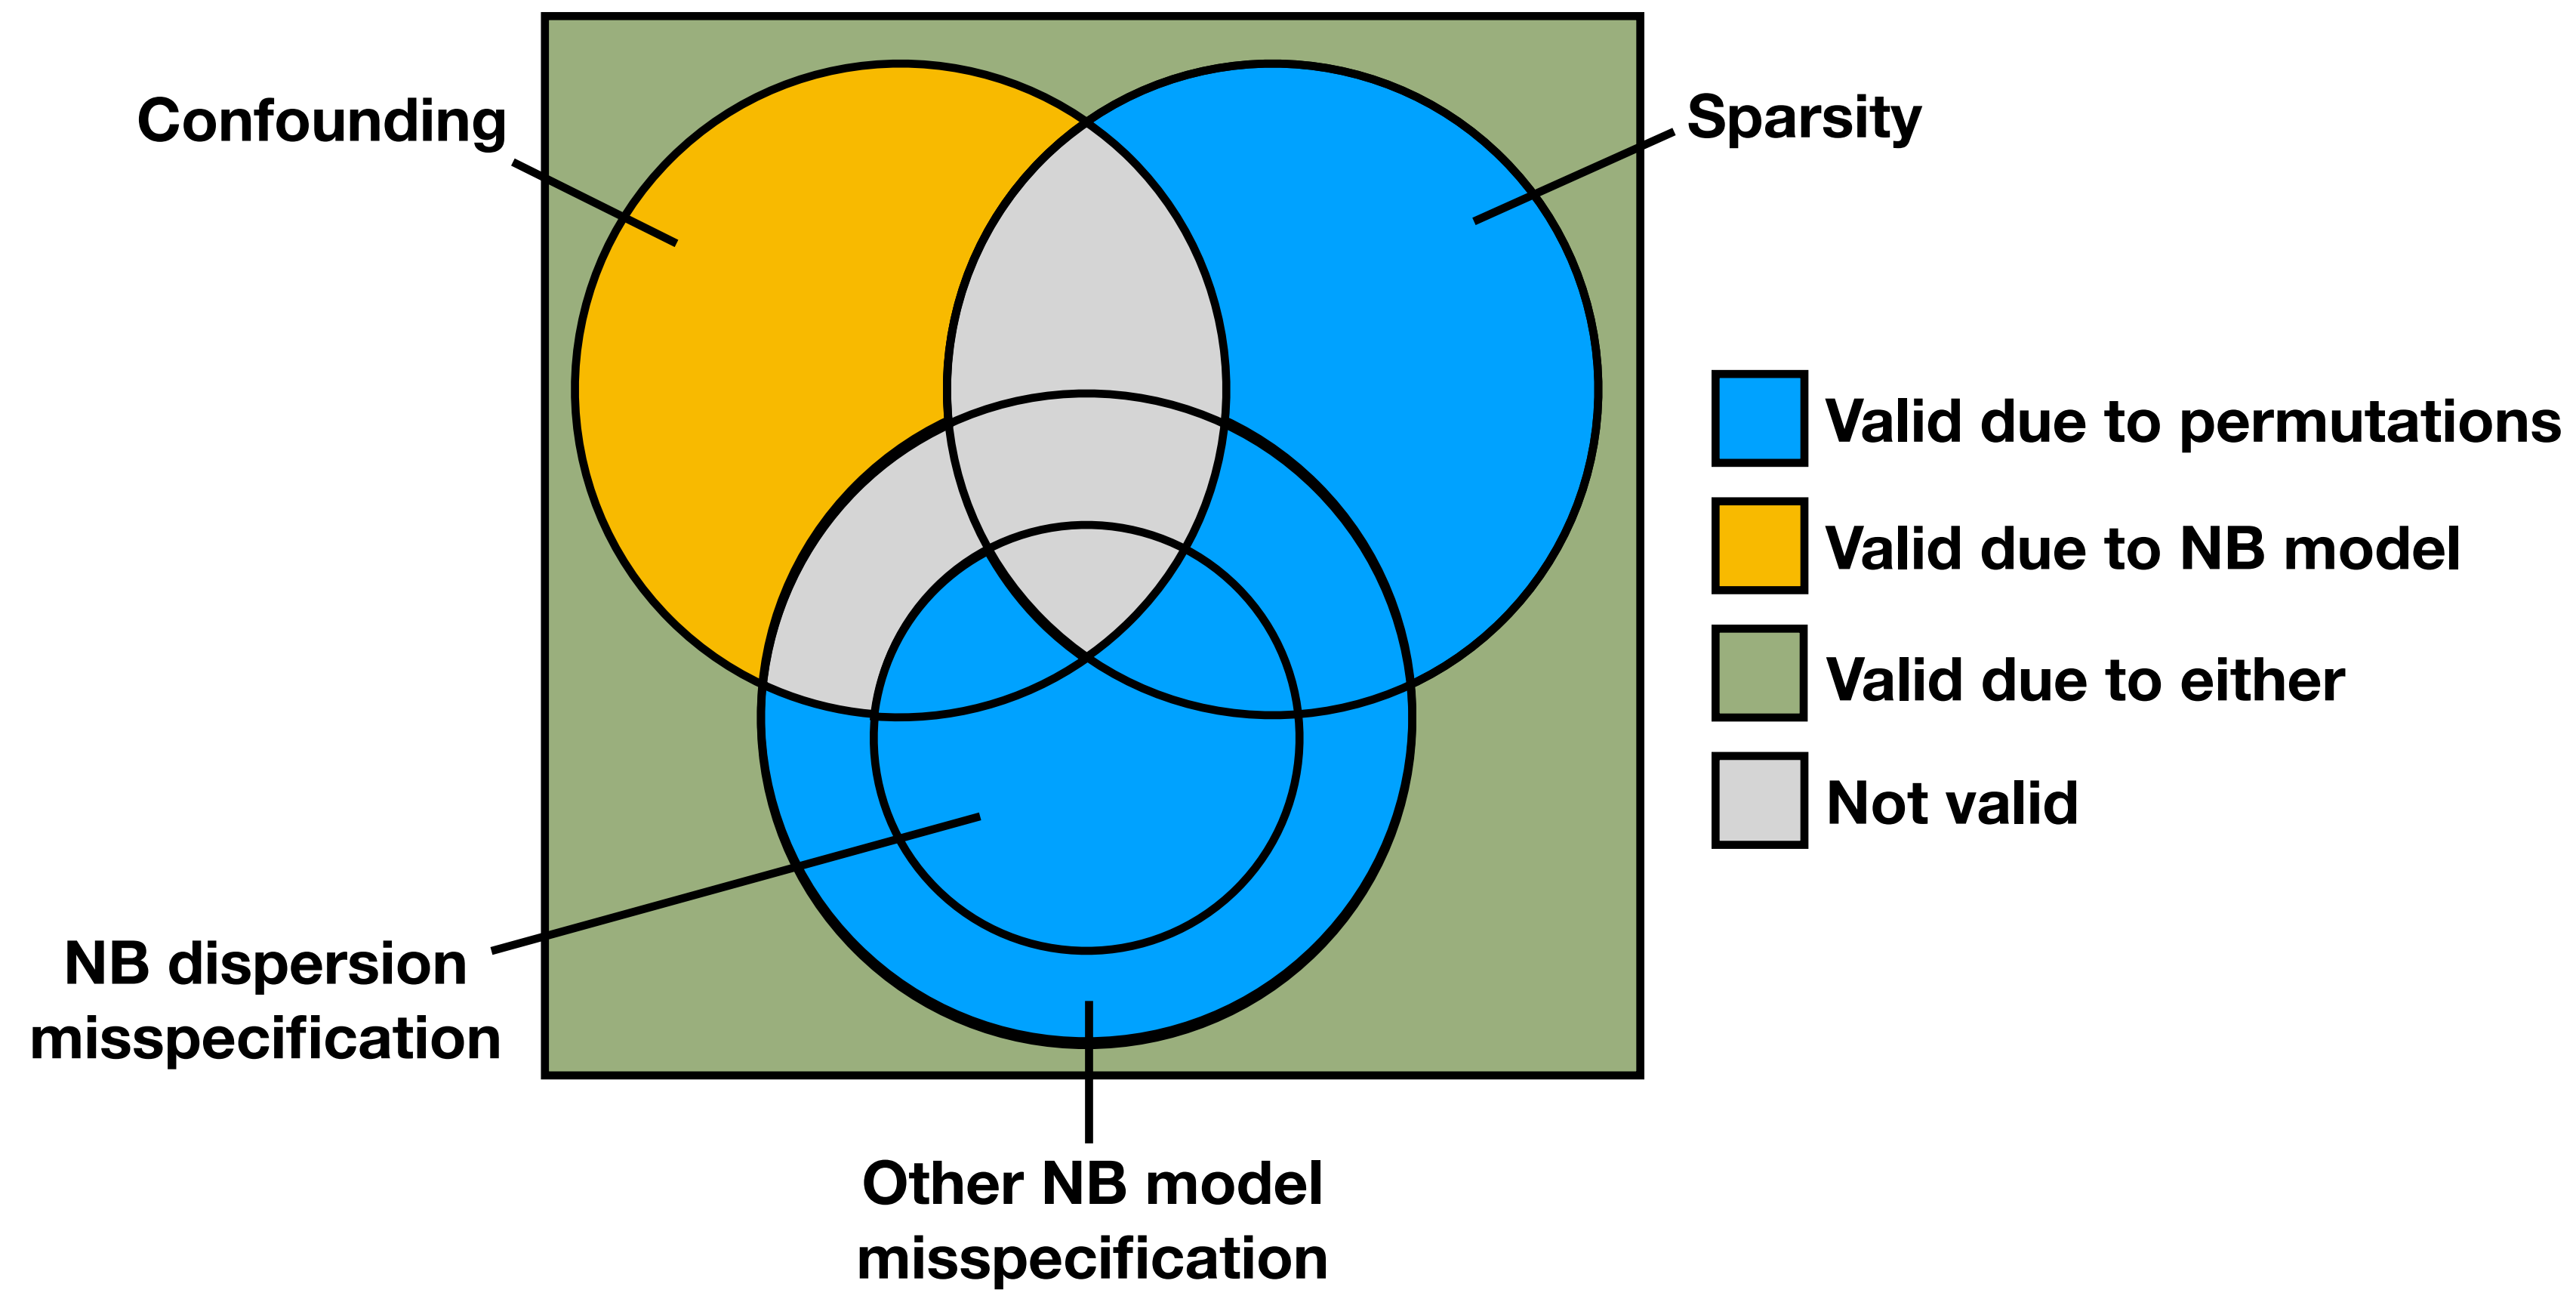 Confounding
Sparsity
Valid due to permutations
Valid due to NB model
Valid due to either
Not valid
NB dispersion
misspecification
Other NB model
misspecification